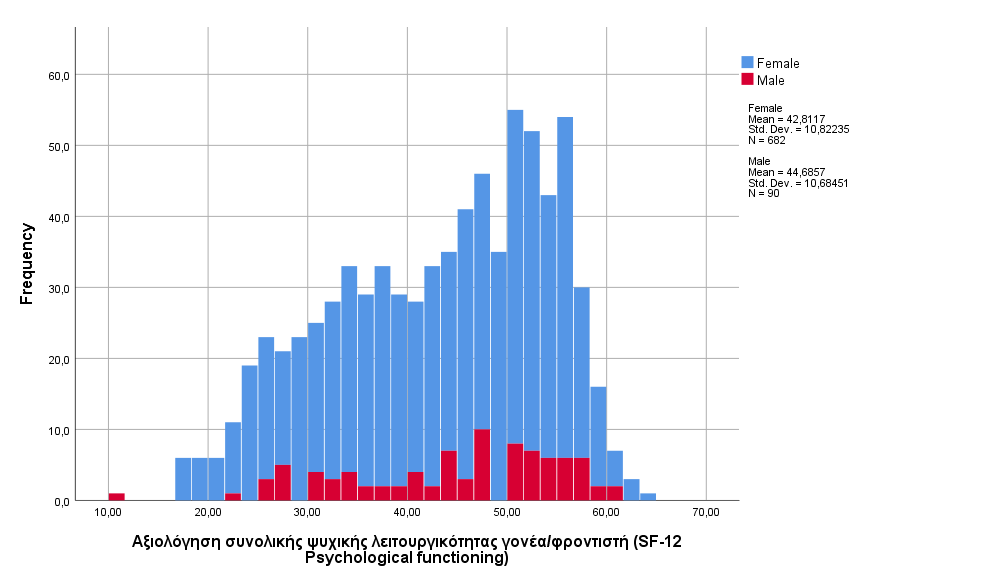 60,0
50,0
40,0
30,0
20,0
10,0
0,0
Frequency
10,00 20,00 30,00 40,00 50,00 60,00 70,00
Αξιολόγηση συνολικής ψυχικής λειτουργικότητας γονέα/φροντιστή (SF-12
Psychological functioning)
Female
Male
Female
Mean = 42,8117
Std. Dev. = 10,82235
N = 682
Male
Mean = 44,6857
Std. Dev. = 10,68451
N = 90